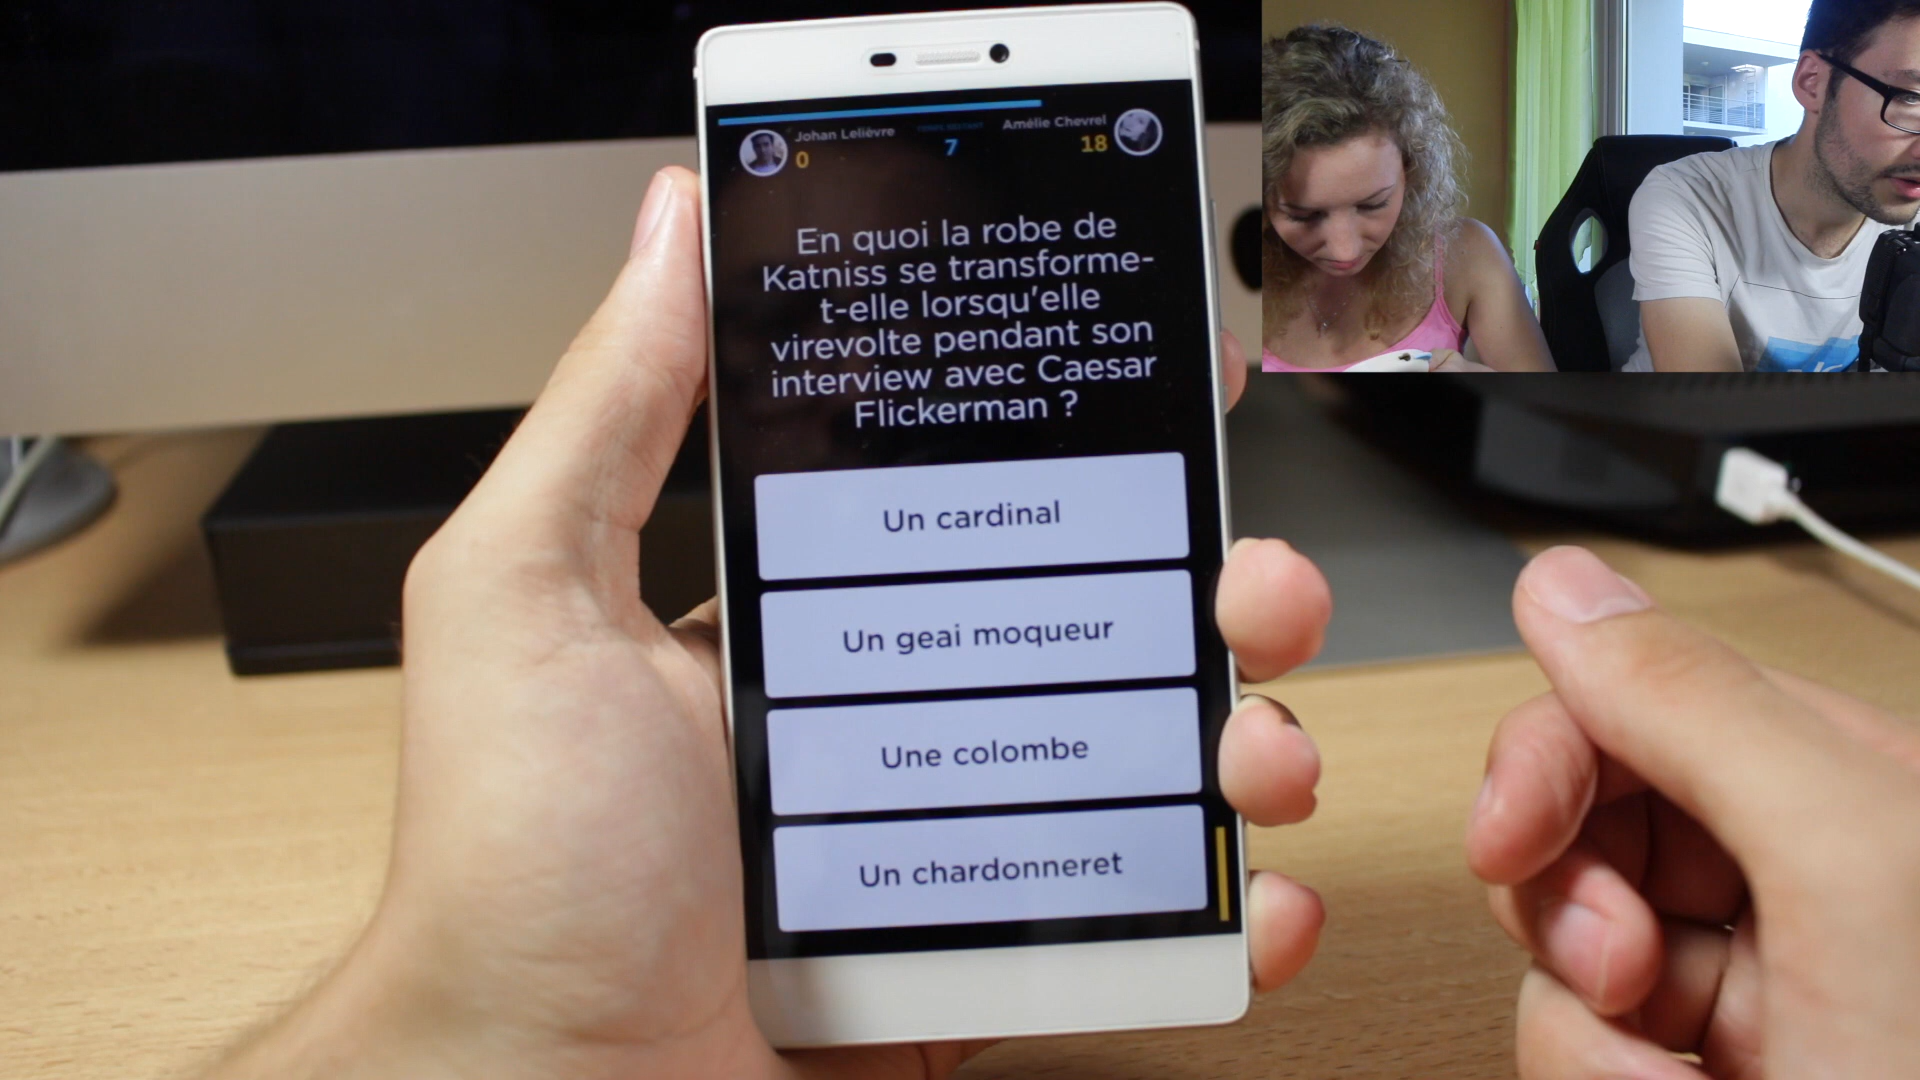 Johan Lelièvre
Amélie Chevrel
0
7
18
En quoi la robe de
Katniss se transforme-
t-elle lorsqu'elle
virevolte pendant son
interview avec Caesar
Flickerman ?
Un cardinal
Un geai moqueur
Une colombe
Un chardonneret